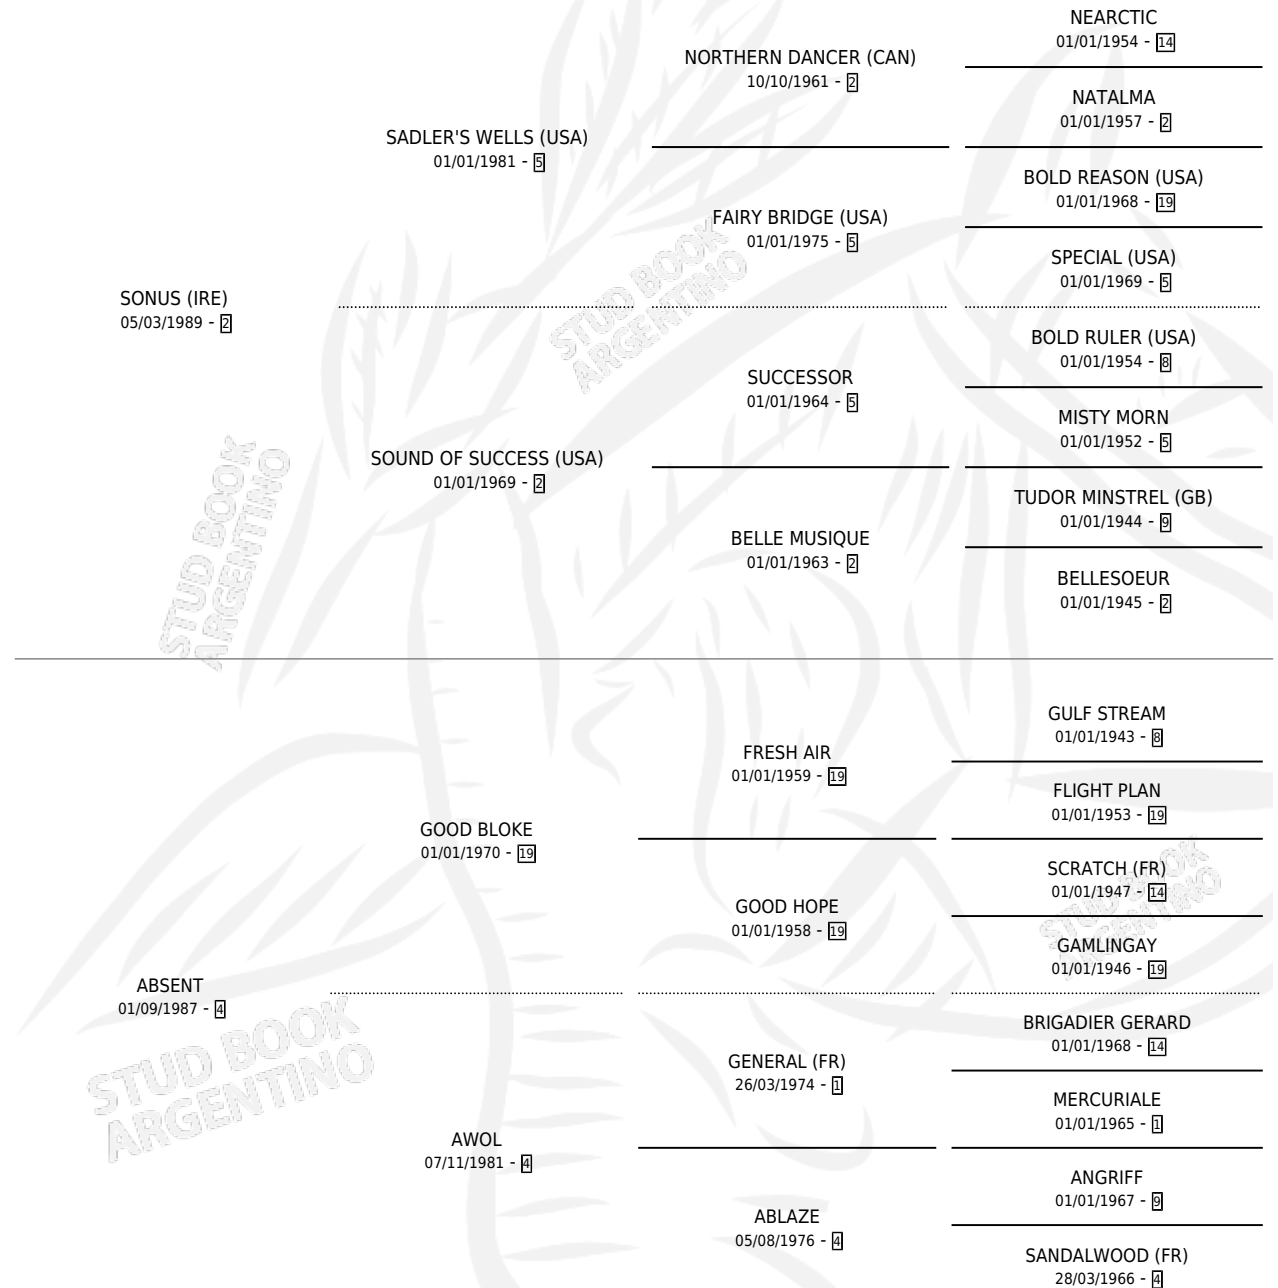 NEARCTIC
01/01/1954 - 14
NORTHERN DANCER (CAN)
10/10/1961 - 2
NATALMA
01/01/1957 - 2
SADLER'S WELLS (USA)
01/01/1981 - 5
BOLD REASON (USA)
01/01/1968 - 19
FAIRY BRIDGE (USA)
01/01/1975 - 5
SPECIAL (USA)
01/01/1969 - 5
STUD BOOK
ARGENTINO
SONUS (IRE)
05/03/1989 - 2
BOLD RULER (USA)
01/01/1954 - 8
SUCCESSOR
01/01/1964 - 5
MISTY MORN
01/01/1952 - 5
SOUND OF SUCCESS (USA)
01/01/1969 - 2
TUDOR MINSTREL (GB)
01/01/1944 - 9
BELLE MUSIQUE
01/01/1963 - 2
BELLESOEUR
01/01/1945 - 2
STUD BOOK
ARGENTINO
GULF STREAM
01/01/1943 - 8
FRESH AIR
01/01/1959 - 19
FLIGHT PLAN
01/01/1953 - 19
GOOD BLOKE
01/01/1970 - 19
SCRATCH (FR)
01/01/1947 - 14
GOOD HOPE
01/01/1958 - 19
GAMLINGAY
01/01/1946 - 19
STUD BOOK
ARGENTINO
ABSENT
01/09/1987 - 4
BRIGADIER GERARD
01/01/1968 - 14
GENERAL (FR)
26/03/1974 - 1
MERCURIALE
01/01/1965 - 1
STUD BOOK
ARGENTINO
AWOL
07/11/1981 - 4
ANGRIFF
01/01/1967 - 9
ABLAZE
05/08/1976 - 4
SANDALWOOD (FR)
28/03/1966 - 4